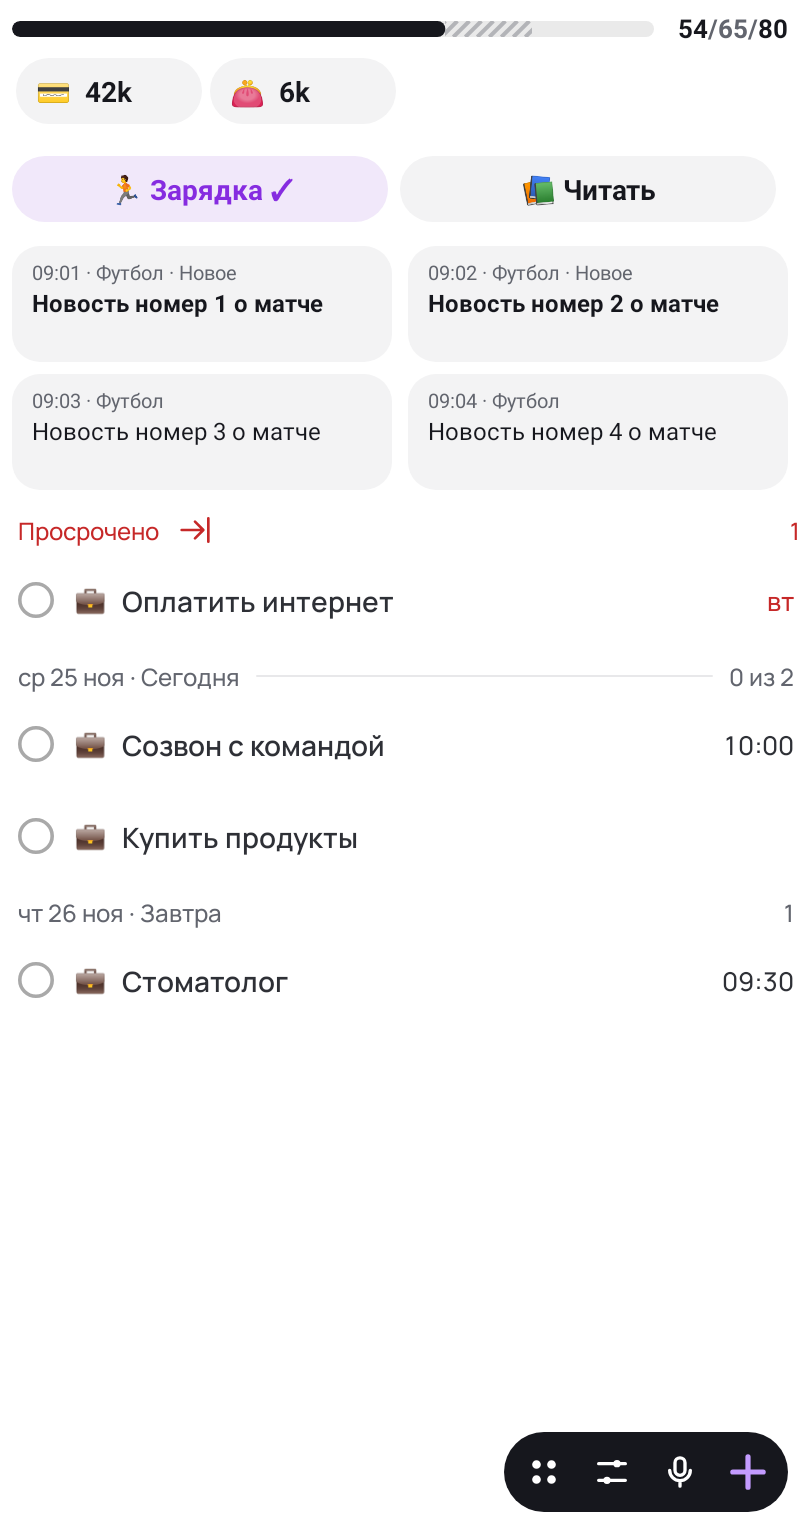 54/65/80
42k
6k
Зарядка ✓
Читать
09:01 · Футбол · Новое
Новость номер 1 о матче
09:02 · Футбол · Новое
Новость номер 2 о матче
09:03 · Футбол
Новость номер 3 о матче
09:04 · Футбол
Новость номер 4 о матче
Просрочено 1
Оплатить интернет вт
ср 25 ноя · Сегодня 0 из 2
Созвон с командой 10:00
Купить продукты
чт 26 ноя · Завтра 1
Стоматолог 09:30